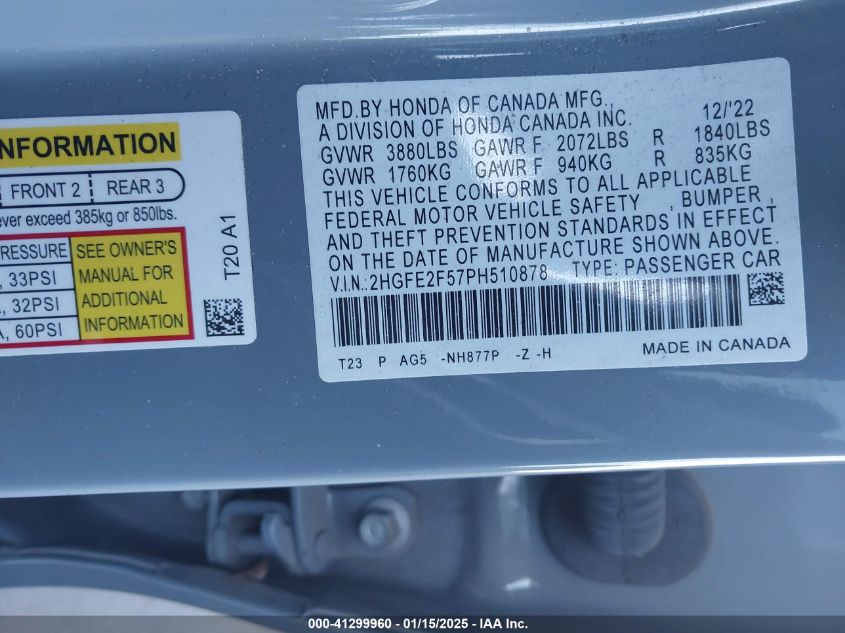 INFORMATION
FRONT 2 REAR 3
ever exceed 385kg or 850lbs.
PRESSURE SEE OWNER'S
, 33PSI MANUAL FOR
, 32PSI ADDITIONAL
, 60PSI INFORMATION
T20 A1
MFD.BY HONDA OF CANADA MFG., 12/'22
A DIVISION OF HONDA CANADA INC.
GVWR 3880LBS GAWR F 2072LBS R 1840LBS
GVWR 1760KG GAWR F 940KG R 835KG
THIS VEHICLE CONFORMS TO ALL APPLICABLE
FEDERAL MOTOR VEHICLE SAFETY , BUMPER ,
AND THEFT PREVENTION STANDARDS IN EFFECT
ON THE DATE OF MANUFACTURE SHOWN ABOVE.
V.I.N.:2HGFE2F57PH510878 TYPE: PASSENGER CAR
T23 P AG5 -NH877P -Z -H MADE IN CANADA
000-41299960 - 01/15/2025 - IAA Inc.